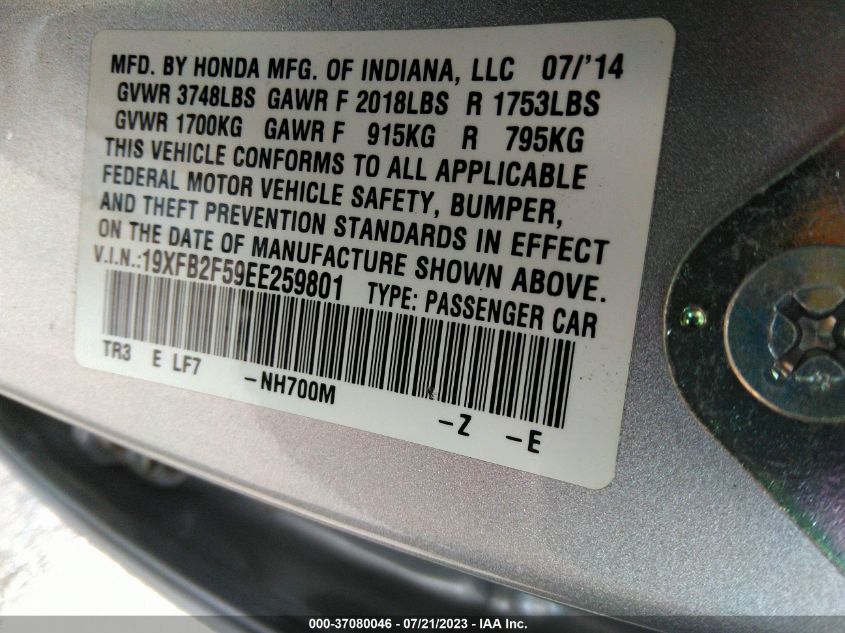 MFD. BY HONDA MFG. OF INDIANA, LLC 07/'14
GVWR 3748LBS GAWR F 2018LBS R 1753LBS
GVWR 1700KG GAWR F 915KG R 795KG
THIS VEHICLE CONFORMS TO ALL APPLICABLE
FEDERAL MOTOR VEHICLE SAFETY, BUMPER,
AND THEFT PREVENTION STANDARDS IN EFFECT
ON THE DATE OF MANUFACTURE SHOWN ABOVE.
V.I.N.:19XFB2F59EE259801 TYPE: PASSENGER CAR
TR3 E LF7 -NH700M -Z -E
000-37080046 / 07/21/2023 - IAA Inc.